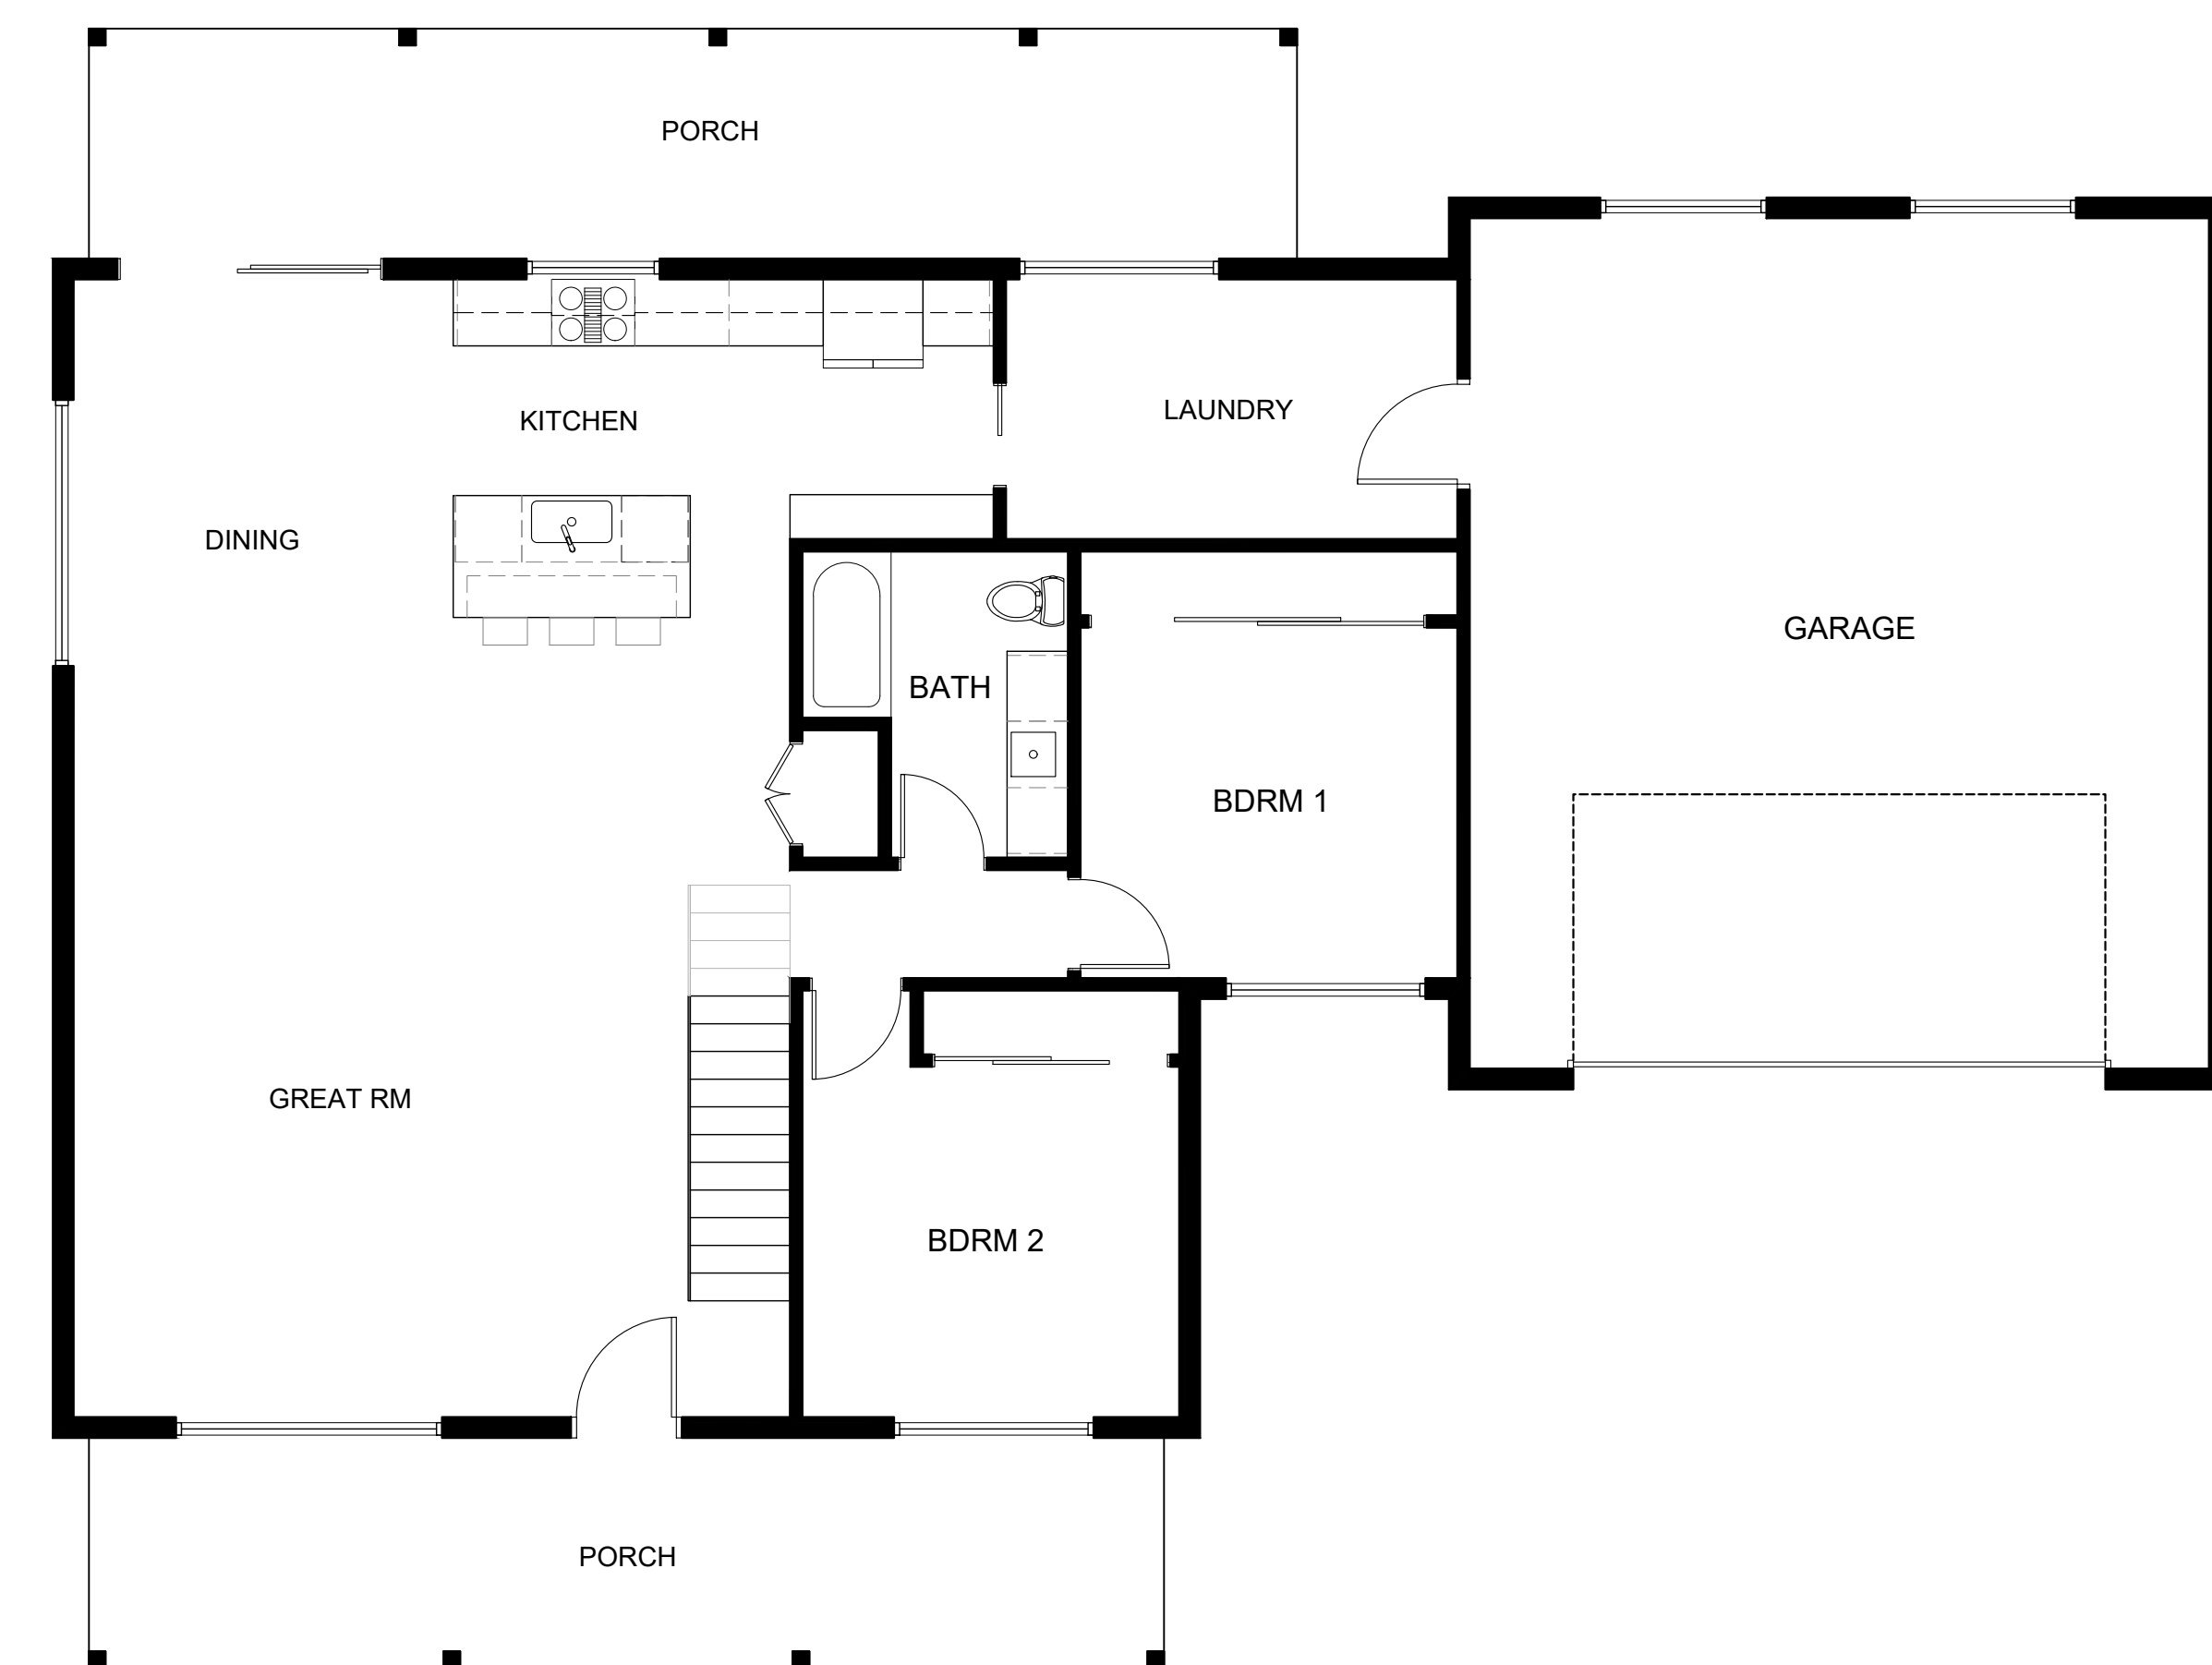 PORCH
KITCHEN
LAUNDRY
DINING
GARAGE
BATH
BDRM 1
GREAT RM
BDRM 2
PORCH